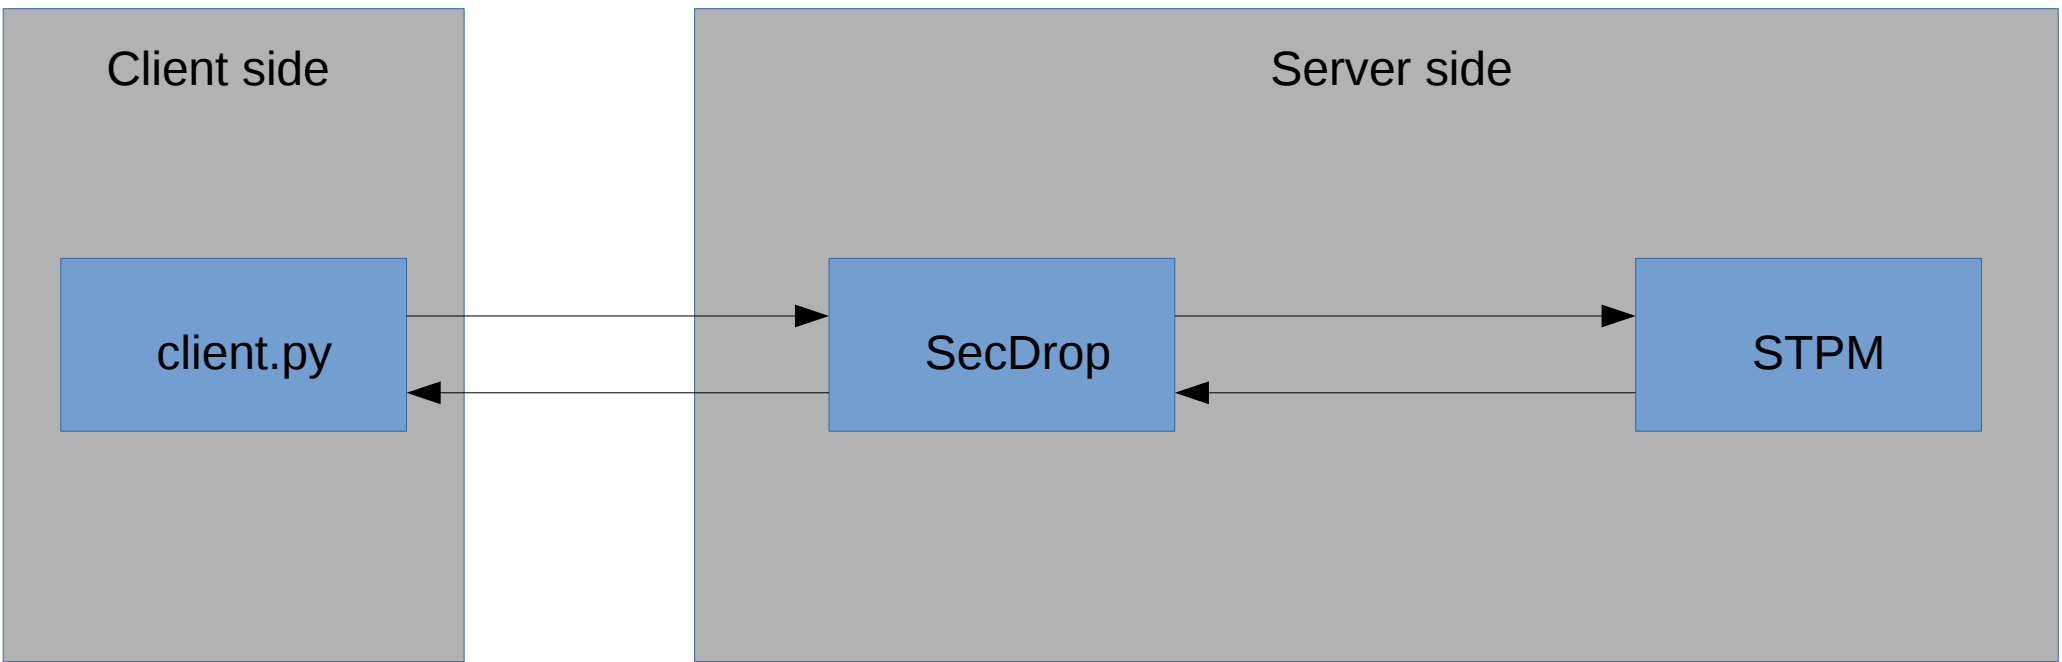 Client side
Server side
client.py
SecDrop
STPM